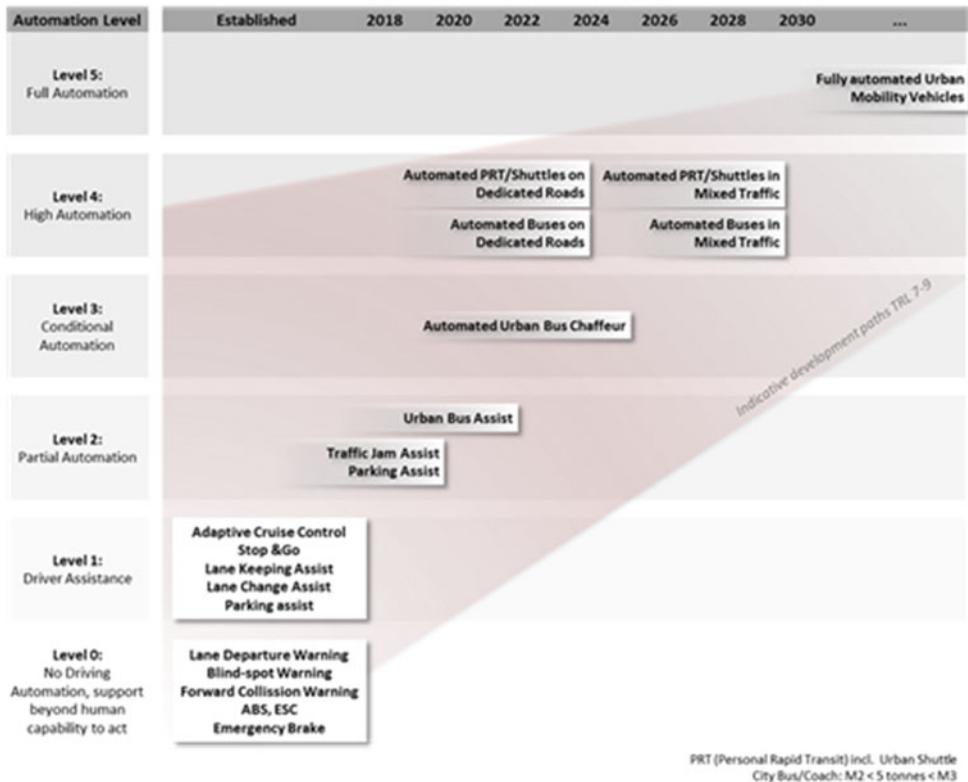 Automation Level Established 2018 2020 2022 2024 2026 2028 2030 ...
Level 5:
Full Automation
Fully automated Urban
Mobility Vehicles
Level 4:
High Automation
Automated PRT/Shuttles on
Dedicated Roads
Automated PRT/Shuttles in
Mixed Traffic
Automated Buses on
Dedicated Roads
Automated Buses in
Mixed Traffic
Level 3:
Conditional
Automation
Automated Urban Bus Chaffeur
Indicative development paths TRL 7-9
Level 2:
Partial Automation
Urban Bus Assist
Traffic Jam Assist
Parking Assist
Level 1:
Driver Assistance
Adaptive Cruise Control
Stop &Go
Lane Keeping Assist
Lane Change Assist
Parking assist
Level 0:
No Driving
Automation, support
beyond human
capability to act
Lane Departure Warning
Blind-spot Warning
Forward Collission Warning
ABS, ESC
Emergency Brake
PRT (Personal Rapid Transit) incl. Urban Shuttle
City Bus/Coach: M2 < 5 tonnes < M3